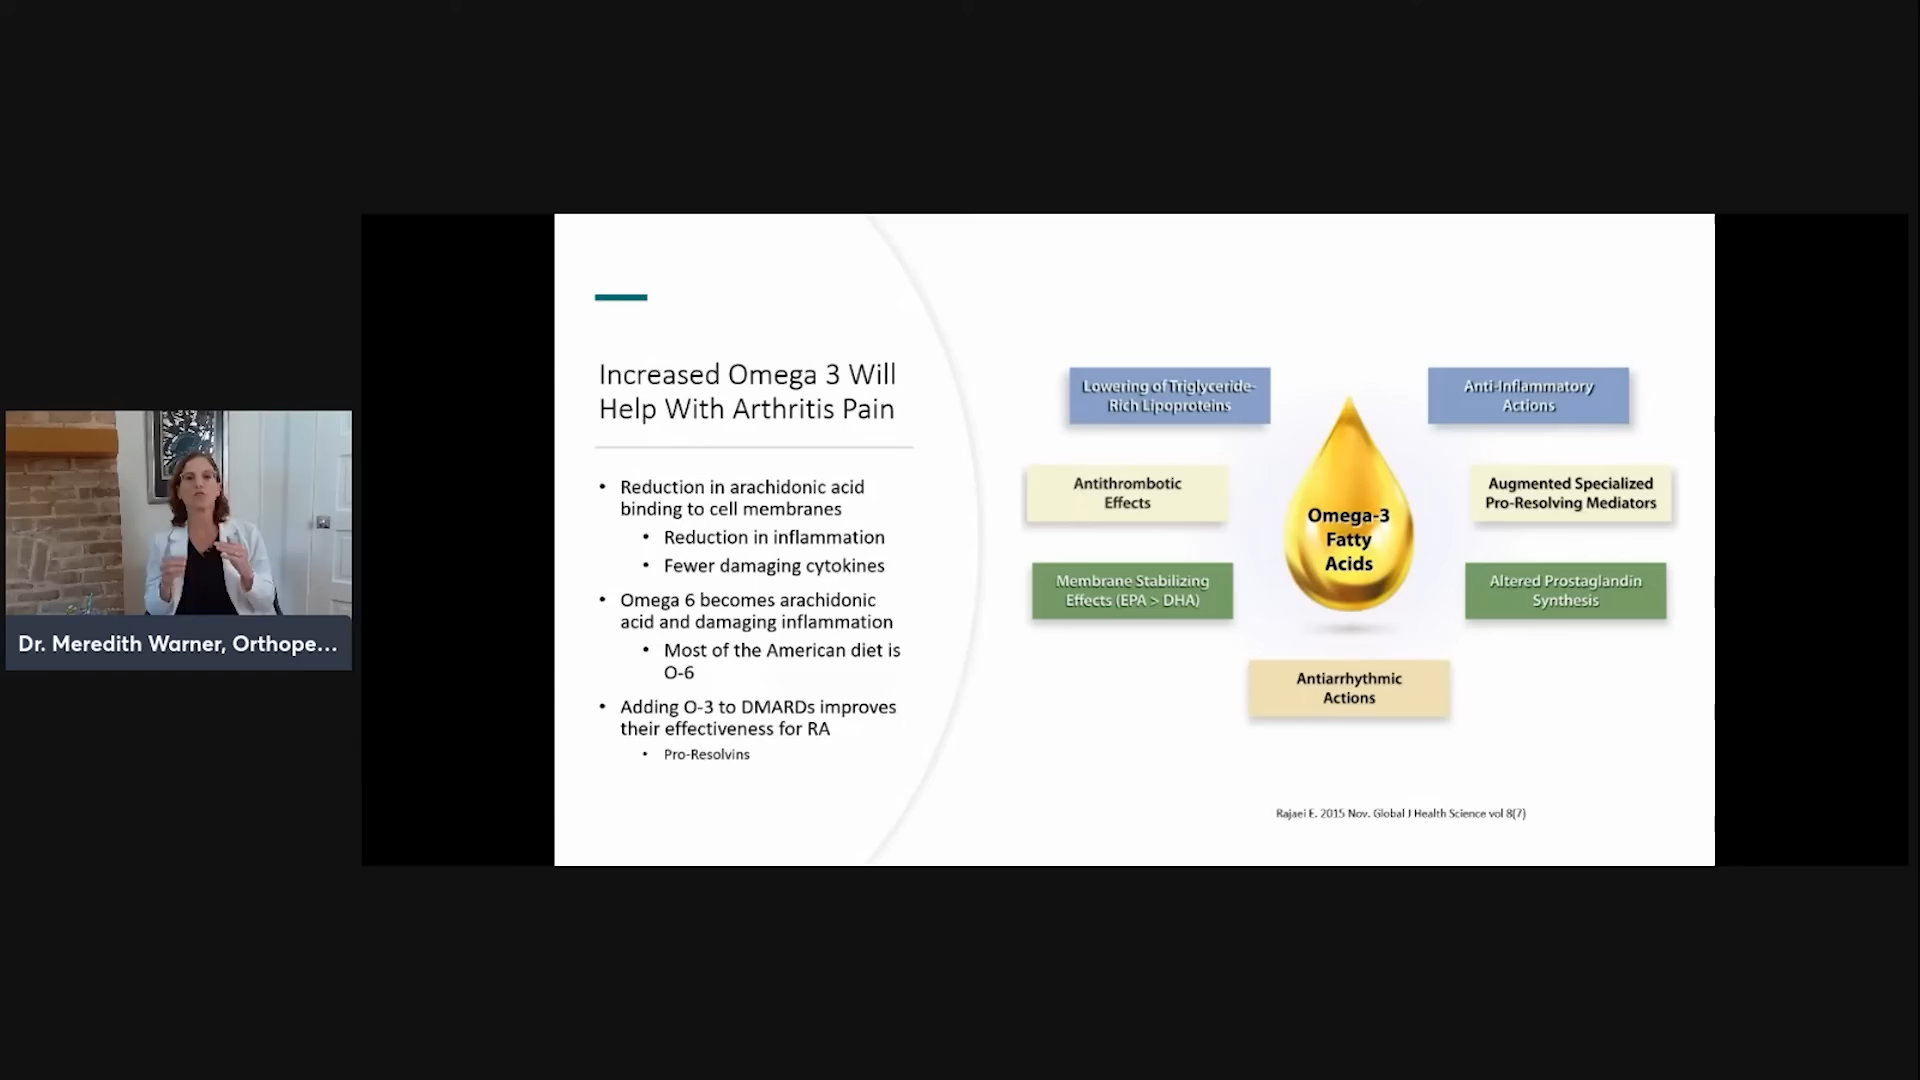 Dr. Meredith Warner, Orthope...
Increased Omega 3 Will
Help With Arthritis Pain
• Reduction in arachidonic acid
binding to cell membranes
• Reduction in inflammation
• Fewer damaging cytokines
• Omega 6 becomes arachidonic
acid and damaging inflammation
• Most of the American diet is
O-6
• Adding O-3 to DMARDs improves
their effectiveness for RA
• Pro-Resolvins
Lowering of Triglyceride-
Rich Lipoproteins
Anti-Inflammatory
Actions
Antithrombotic
Effects
Augmented Specialized
Pro-Resolving Mediators
Omega-3
Fatty
Acids
Membrane Stabilizing
Effects (EPA > DHA)
Altered Prostaglandin
Synthesis
Antiarrhythmic
Actions
Rajaei E. 2015 Nov. Global J Health Science vol 8(7)